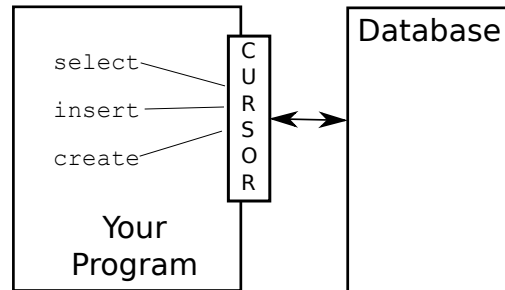 select
insert
create
Your
Program
C
U
R
S
O
R
Database